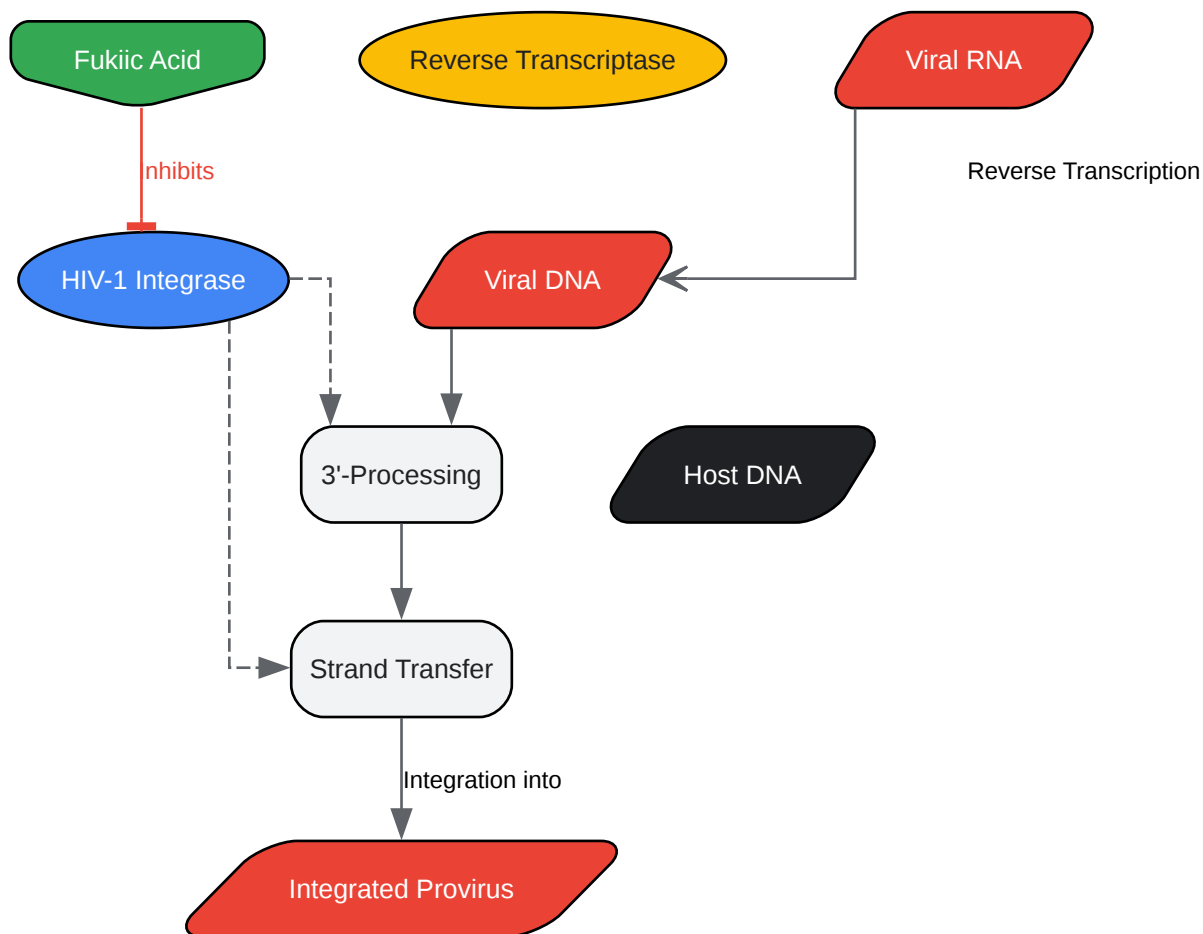 Fukiic Acid
Reverse Transcriptase
Viral RNA
Inhibits
Reverse Transcription
HIV-1 Integrase
Viral DNA
3'-Processing
Host DNA
Strand Transfer
Integration into
Integrated Provirus